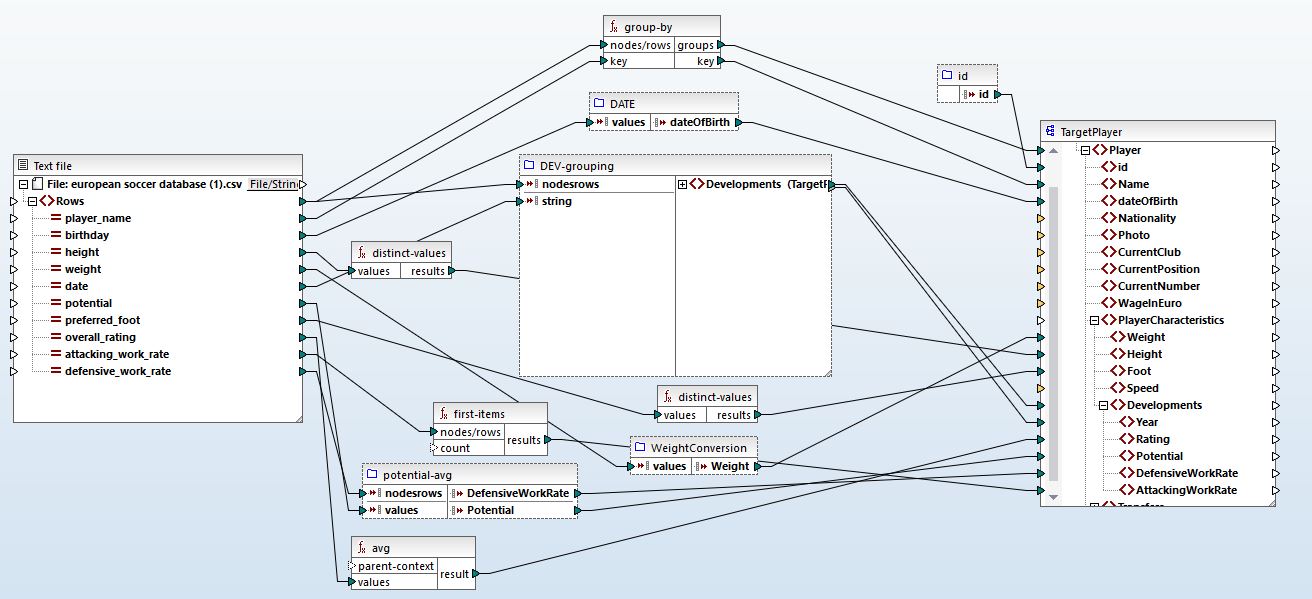 group-by
nodes/rows groups
key key
id
id
DATE
values dateOfBirth
Text file
File: european soccer database (1).csv File/Strin
Rows
player_name
birthday
height
weight
date
potential
preferred_foot
overall_rating
attacking_work_rate
defensive_work_rate
DEV-grouping
nodesrows Developments (TargetP
string
distinct-values
values results
distinct-values
values results
first-items
nodes/rows
count
results
WeightConversion
values Weight
potential-avg
nodesrows DefensiveWorkRate
values Potential
avg
parent-context
values
result
TargetPlayer
Player
id
Name
dateOfBirth
Nationality
Photo
CurrentClub
CurrentPosition
CurrentNumber
WageInEuro
PlayerCharacteristics
Weight
Height
Foot
Speed
Developments
Year
Rating
Potential
DefensiveWorkRate
AttackingWorkRate